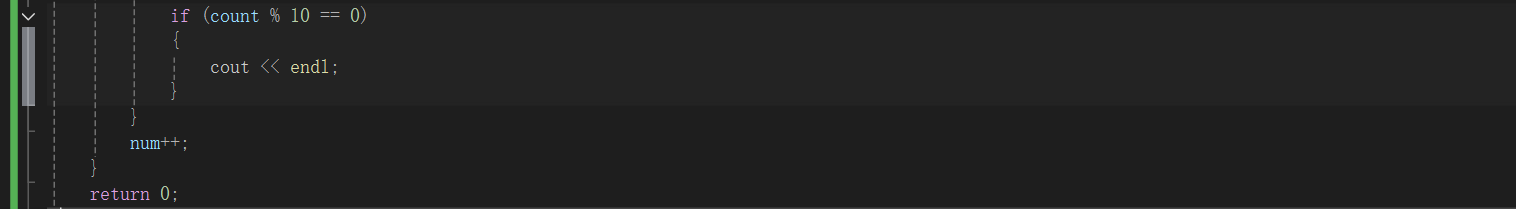 if (count % 10 == 0)
{
cout << endl;
}
}
num++;
}
return 0;